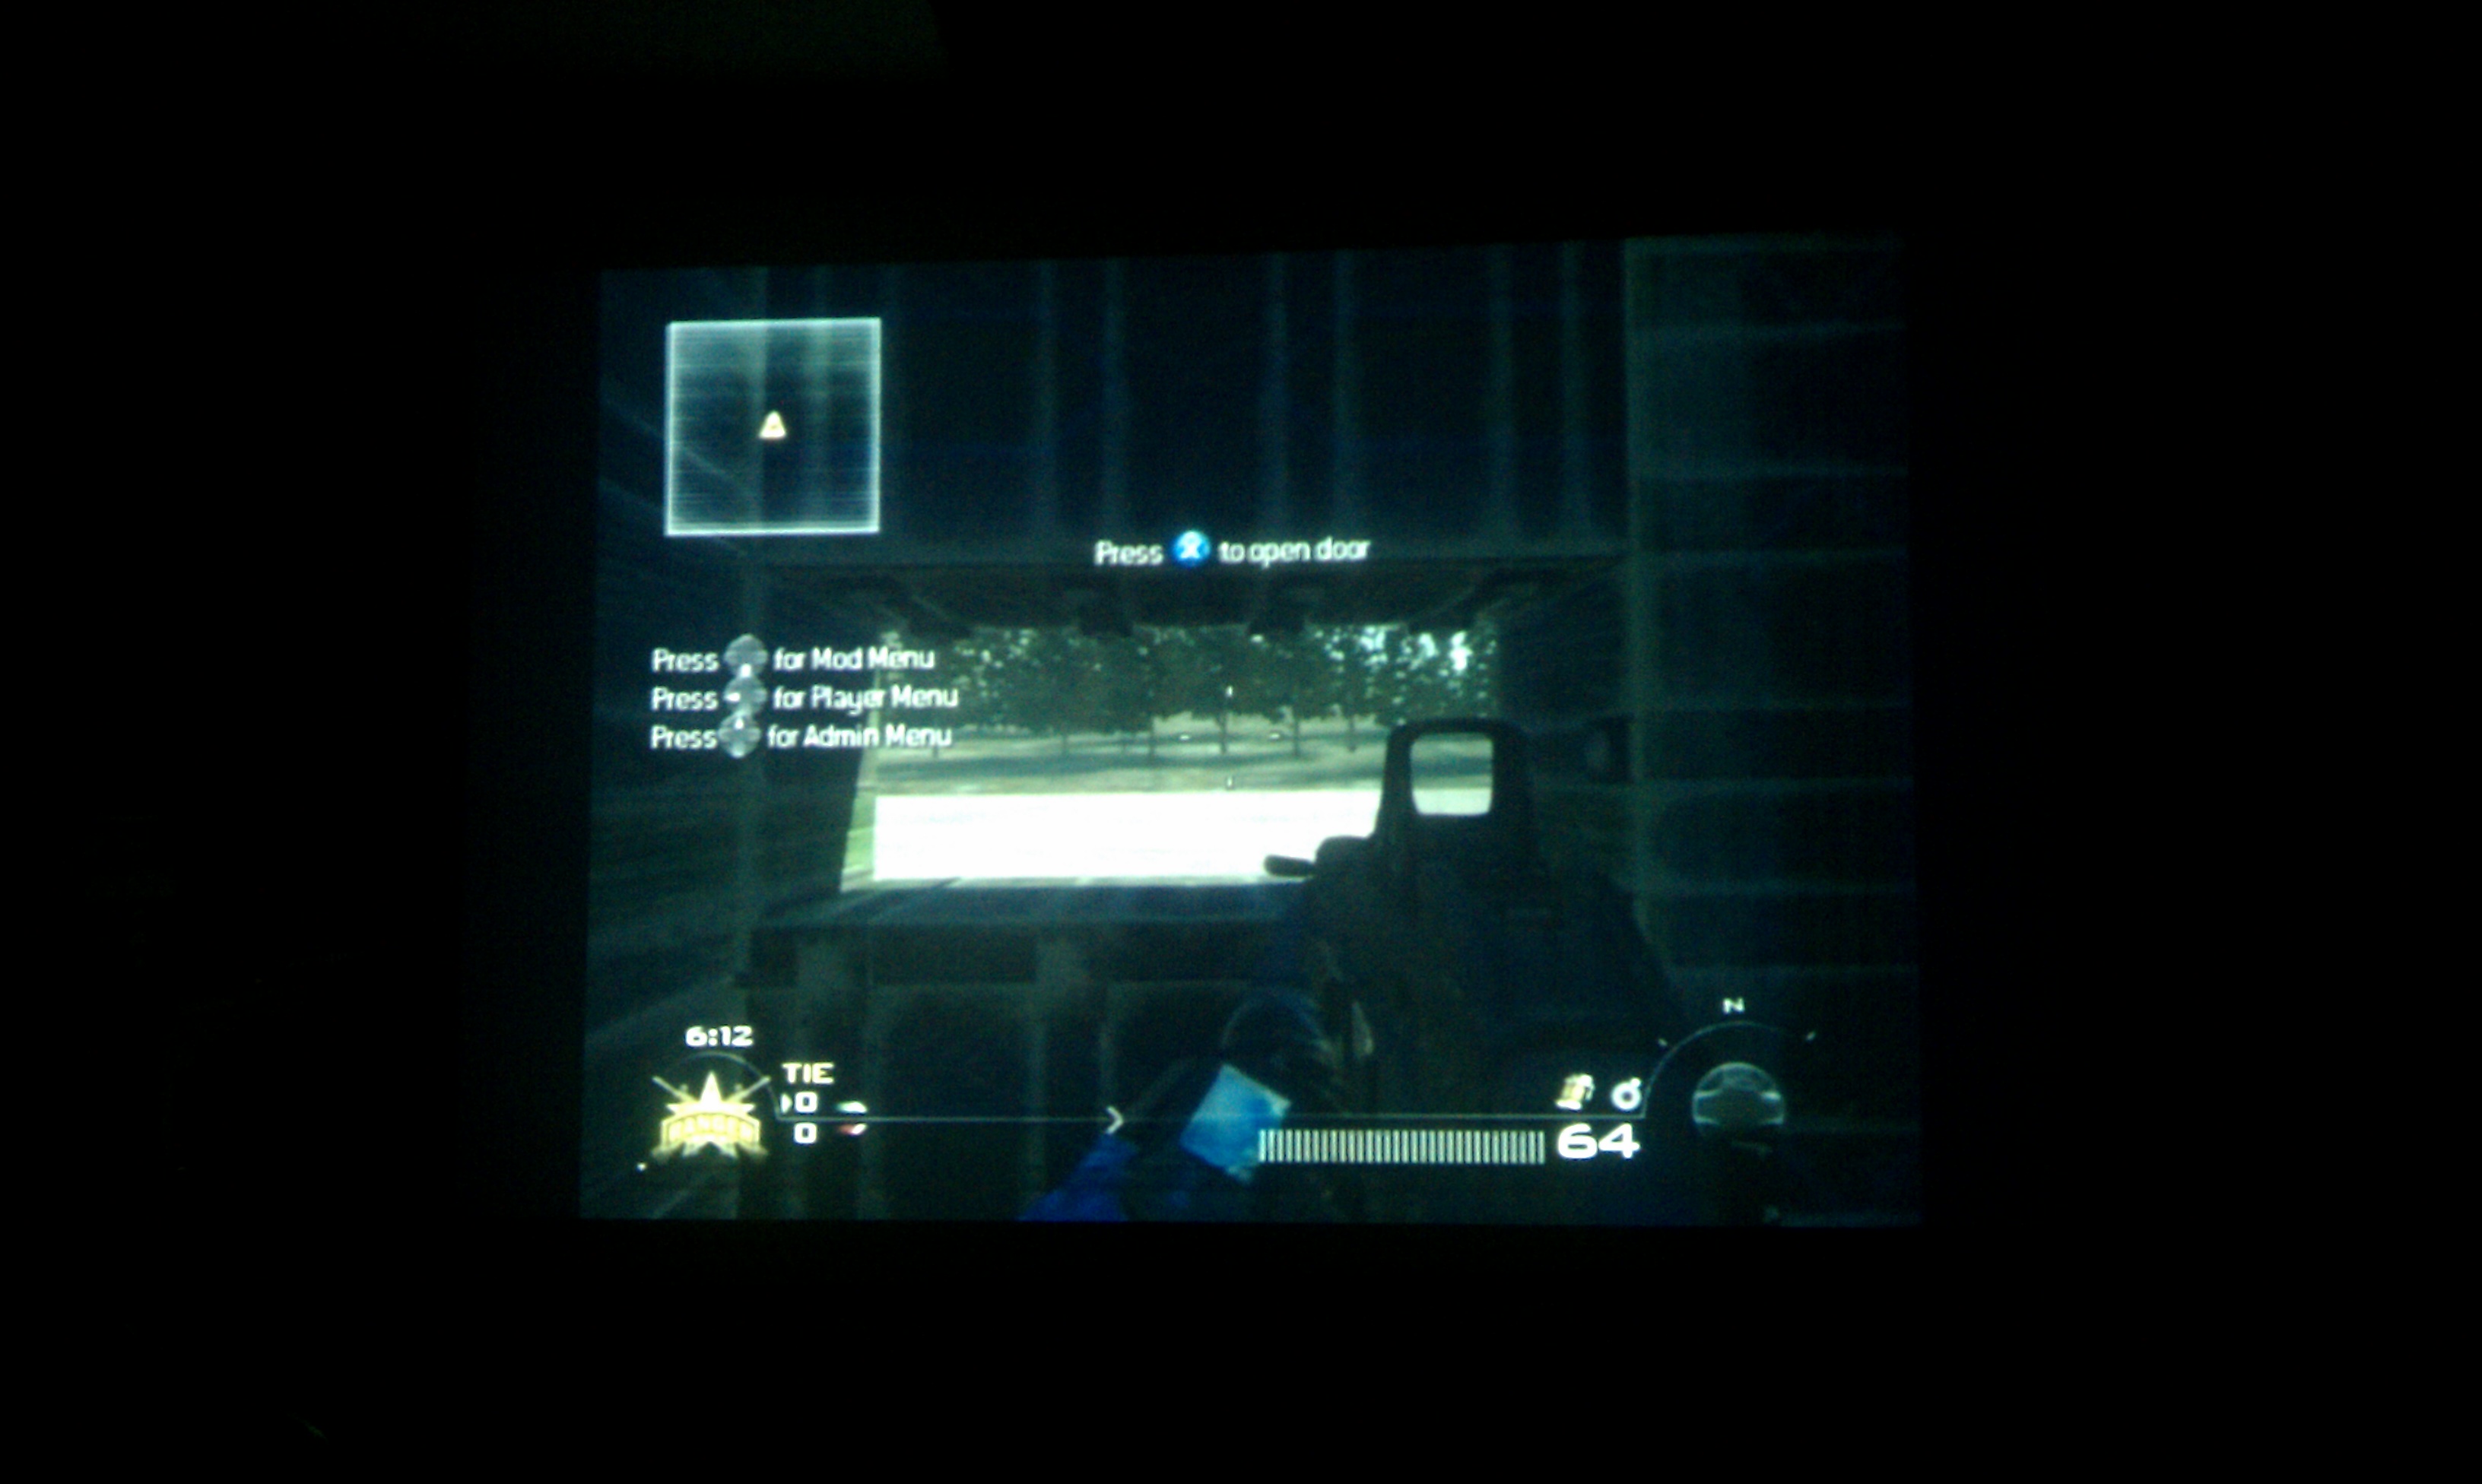 Press X to open door
Press for Mod Menu
Press for Player Menu
Press for Admin Menu
6:12
TIE
0
0
RANGER
N
64